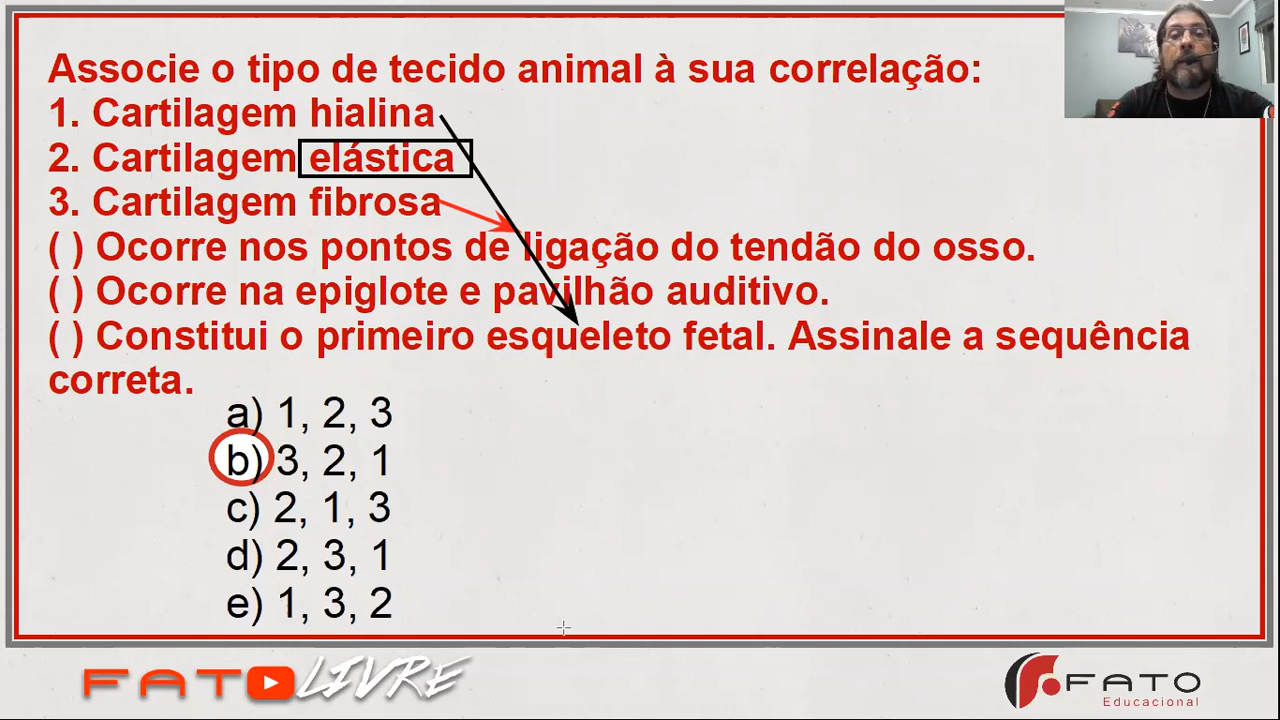 Associe o tipo de tecido animal à sua correlação:
1. Cartilagem hialina
2. Cartilagem elástica
3. Cartilagem fibrosa
( ) Ocorre nos pontos de ligação do tendão do osso.
( ) Ocorre na epiglote e pavilhão auditivo.
( ) Constitui o primeiro esqueleto fetal. Assinale a sequência
correta.
a) 1, 2, 3
b) 3, 2, 1
c) 2, 1, 3
d) 2, 3, 1
e) 1, 3, 2
FATO LIVRE
FATO
Educacional